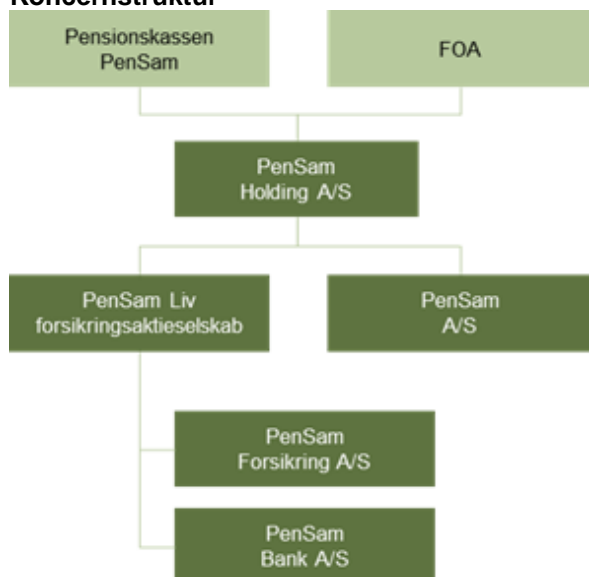 Koncernstruktur
Pensionskassen
PenSam
FOA
PenSam
Holding A/S
PenSam Liv
forsikringsaktieselskab
PenSam
A/S
PenSam
Forsikring A/S
PenSam
Bank A/S